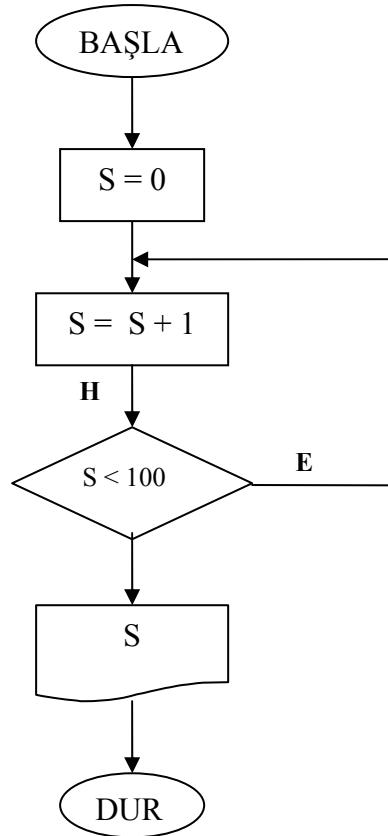 BAŞLA
S = 0
S = S + 1
H
S < 100
E
S
DUR